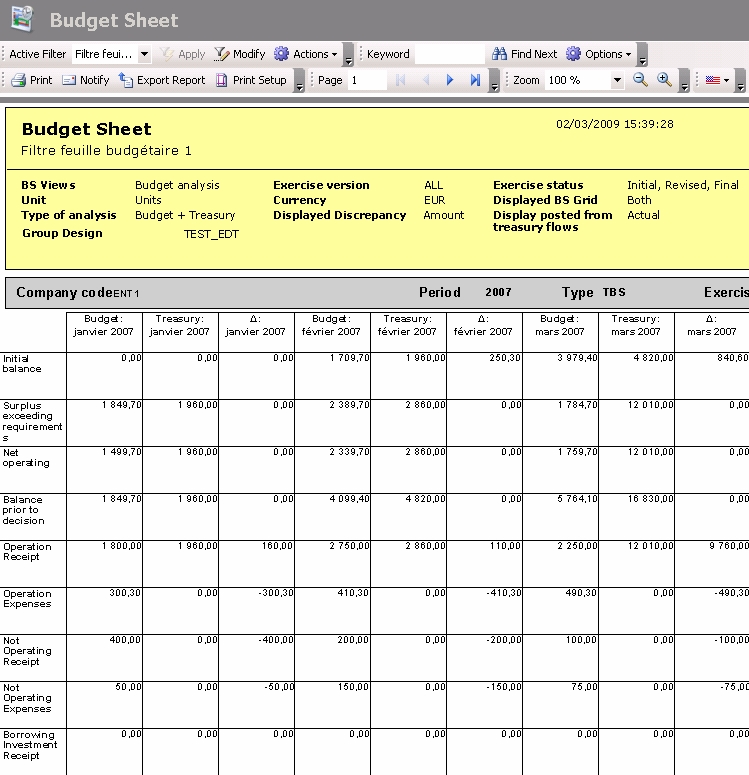 Budget Sheet
Active Filter Filtre feui... Apply Modify Actions Keyword Find Next Options
Print Notify Export Report Print Setup Page 1 Zoom 100 %
Budget Sheet 02/03/2009 15:39:28
Filtre feuille budgétaire 1
BS Views Budget analysis Exercise version ALL Exercise status Initial, Revised, Final
Unit Units Currency EUR Displayed BS Grid Both
Type of analysis Budget + Treasury Displayed Discrepancy Amount Display posted from Actual
treasury flows
Group Design TEST_EDT
Company code ENT1 Period 2007 Type TBS Exercis
Budget: Treasury: Δ: Budget: Treasury: Δ: Budget: Treasury: Δ:
janvier 2007 janvier 2007 janvier 2007 février 2007 février 2007 février 2007 mars 2007 mars 2007 mars 2007
Initial 0,00 0,00 0,00 1 709,70 1 960,00 250,30 3 979,40 4 820,00 840,60
balance
Surplus 1 849,70 1 960,00 0,00 2 389,70 2 860,00 0,00 1 784,70 12 010,00 0,00
exceeding
requirement
s
Net 1 499,70 1 960,00 0,00 2 339,70 2 860,00 0,00 1 759,70 12 010,00 0,00
operating
Balance 1 849,70 1 960,00 0,00 4 099,40 4 820,00 0,00 5 764,10 16 830,00 0,00
prior to
decision
Operation 1 800,00 1 960,00 160,00 2 750,00 2 860,00 110,00 2 250,00 12 010,00 9 760,00
Receipt
Operation 300,30 0,00 -300,30 410,30 0,00 -410,30 490,30 0,00 -490,30
Expenses
Not 400,00 0,00 -400,00 200,00 0,00 -200,00 100,00 0,00 -100,00
Operating
Receipt
Not 50,00 0,00 -50,00 150,00 0,00 -150,00 75,00 0,00 -75,00
Operating
Expenses
Borrowing 0,00 0,00 0,00 0,00 0,00 0,00 0,00 0,00 0,00
Investment
Receipt